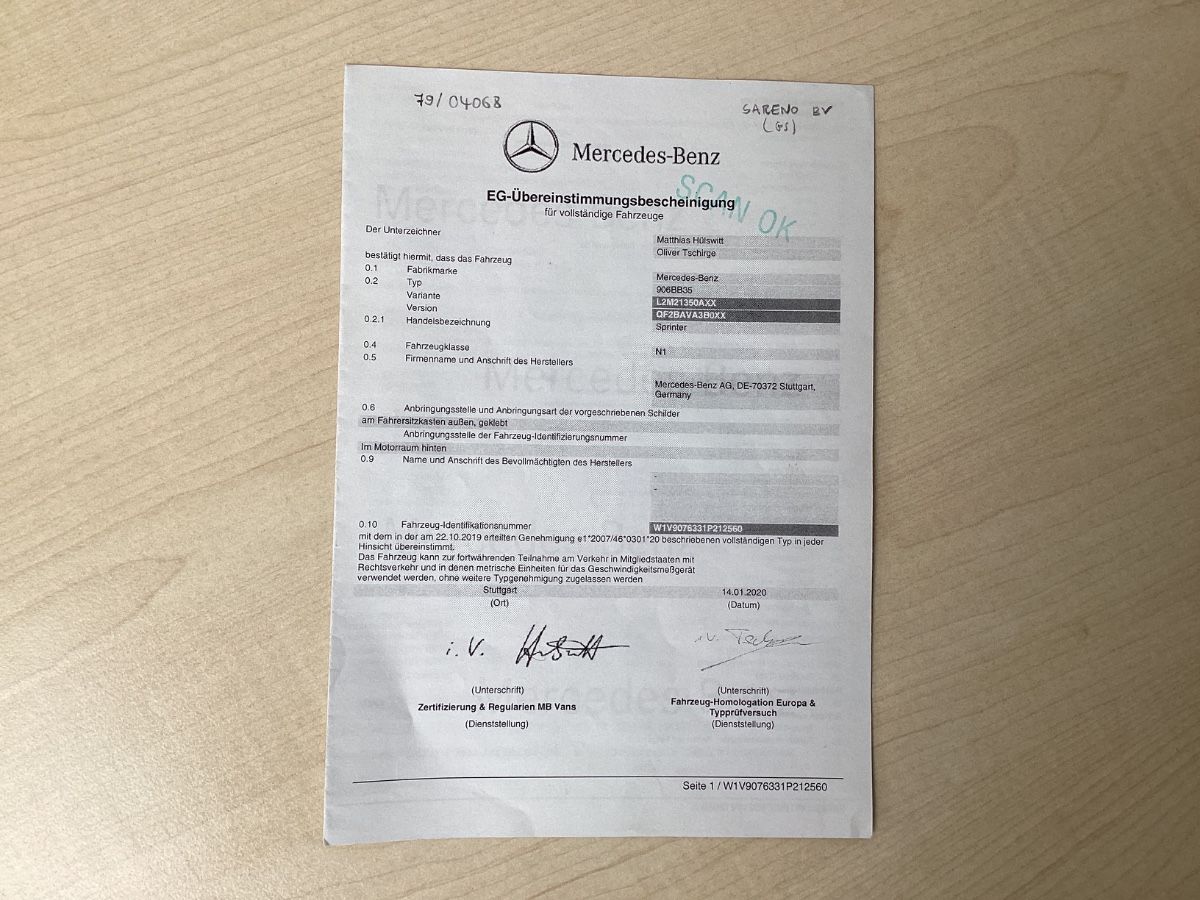 79/04068
SARENO BV
(GS)
Mercedes-Benz
SCAN OK
EG-Übereinstimmungsbescheinigung
für vollständige Fahrzeuge
Der Unterzeichner
Matthias Hülswitt
Oliver Tschirge
bestätigt hiermit, dass das Fahrzeug
0.1 Fabrikmarke Mercedes-Benz
0.2 Typ 906BB35
Variante L2M21350AXX
Version QF2BAVA3B0XX
0.2.1 Handelsbezeichnung Sprinter
0.4 Fahrzeugklasse N1
0.5 Firmenname und Anschrift des Herstellers
Mercedes-Benz AG, DE-70372 Stuttgart,
Germany
0.6 Anbringungsstelle und Anbringungsart der vorgeschriebenen Schilder
am Fahrersitzkasten außen, geklebt
Anbringungsstelle der Fahrzeug-Identifizierungsnummer
Im Motorraum hinten
0.9 Name und Anschrift des Bevollmächtigten des Herstellers
-
-
0.10 Fahrzeug-Identifikationsnummer W1V9076331P212560
mit dem in der am 22.10.2019 erteilten Genehmigung e1*2007/46*0301*20 beschriebenen vollständigen Typ in jeder
Hinsicht übereinstimmt.
Das Fahrzeug kann zur fortwährenden Teilnahme am Verkehr in Mitgliedstaaten mit
Rechtsverkehr und in denen metrische Einheiten für das Geschwindigkeitsmeßgerät
verwendet werden, ohne weitere Typgenehmigung zugelassen werden
Stuttgart 14.01.2020
(Ort) (Datum)
i.V. i.V.
(Unterschrift) (Unterschrift)
Zertifizierung & Regularien MB Vans Fahrzeug-Homologation Europa &
Typprüfversuch
(Dienststellung) (Dienststellung)
Seite 1 / W1V9076331P212560